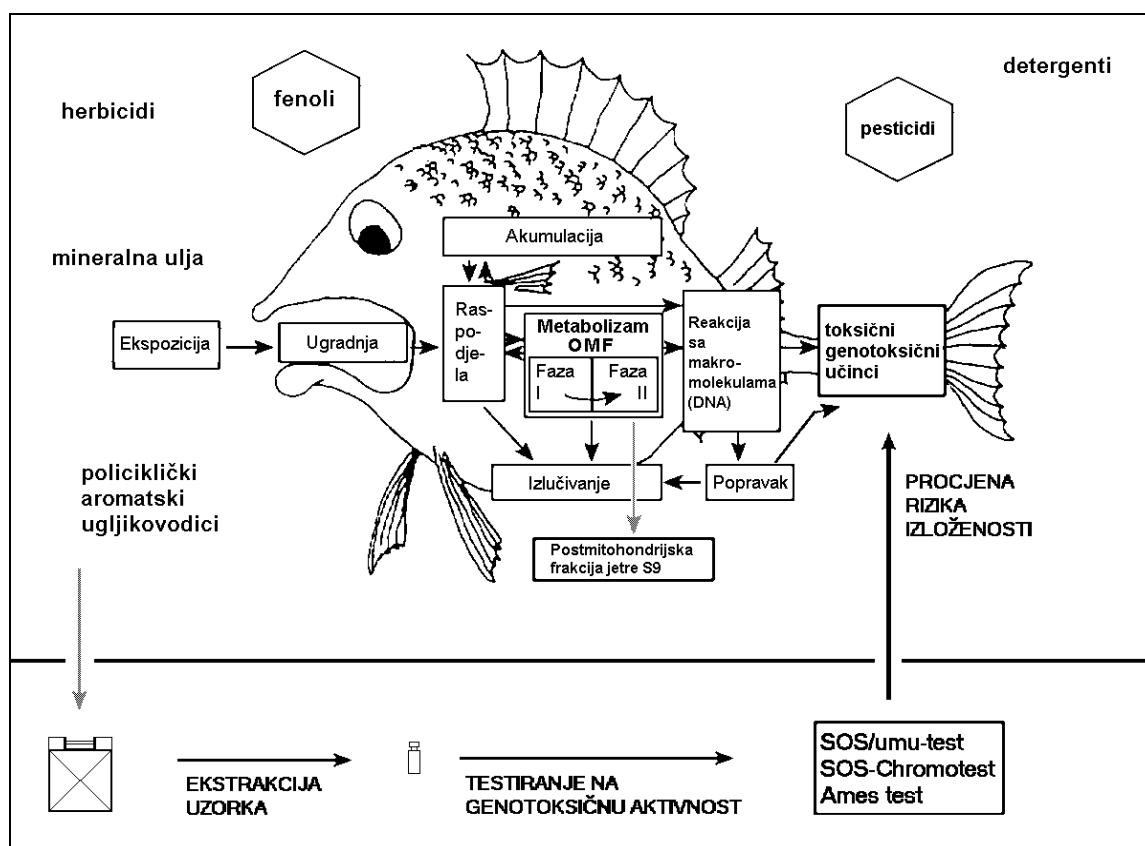 detergenti
herbicidi
fenoli
pesticidi
Akumulacija
mineralna ulja
Ekspozicija
Ugradnja
Ras-
po-
dje-
la
Metabolizam
OMF
Faza
I
Faza
II
Reakcija
sa
makro-
molekulama
(DNA)
toksični
genotoksični
učinci
policiklički
aromatski
ugljikovodici
Izlučivanje
Popravak
PROCJENA
RIZIKA
IZLOŽENOSTI
Postmitohondrijska
frakcija jetre S9
EKSTRAKCIJA
UZORKA
TESTIRANJE NA
GENOTOKSIČNU AKTIVNOST
SOS/umu-test
SOS-Chromotest
Ames test